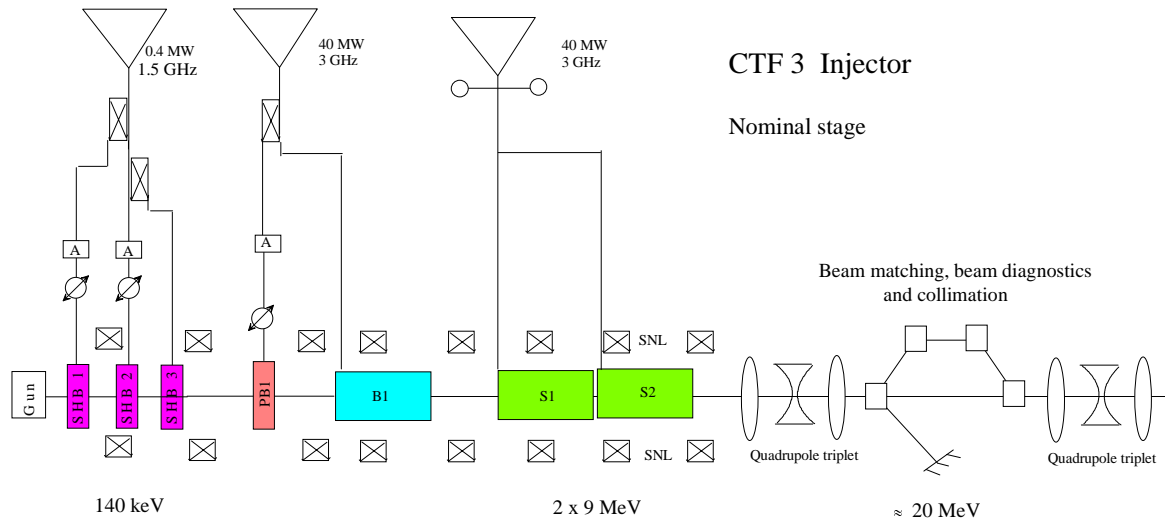 0.4 MW
1.5 GHz
40 MW
3 GHz
40 MW
3 GHz
CTF 3 Injector
Nominal stage
A
A
A
Beam matching, beam diagnostics
and collimation
SNL
Gun
SHB 1
SHB 2
SHB 3
PB1
B1
S1
S2
SNL
Quadrupole triplet
Quadrupole triplet
140 keV
2 x 9 MeV
≈ 20 MeV